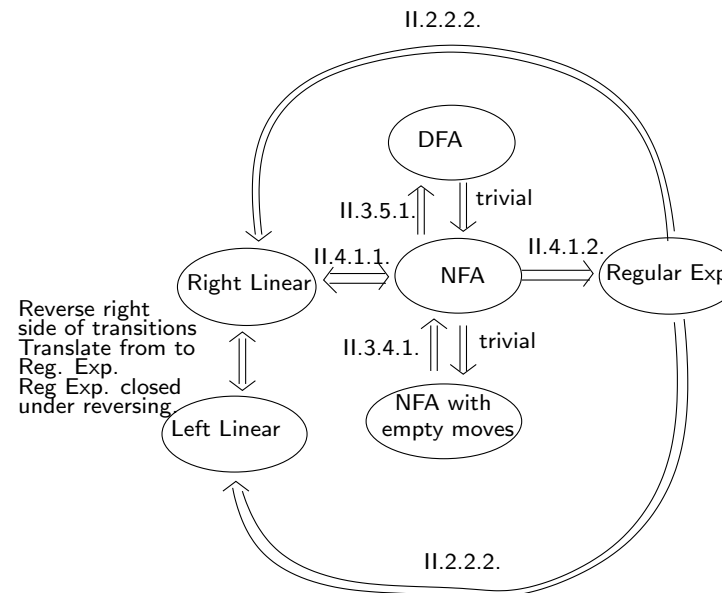 II.2.2.2.
DFA
II.3.5.1.
trivial
II.4.1.1.
II.4.1.2.
Right Linear
NFA
Regular Exp
Reverse right
side of transitions
Translate from to
Reg. Exp.
Reg Exp. closed
under reversing.
II.3.4.1.
trivial
Left Linear
NFA with
empty moves
II.2.2.2.